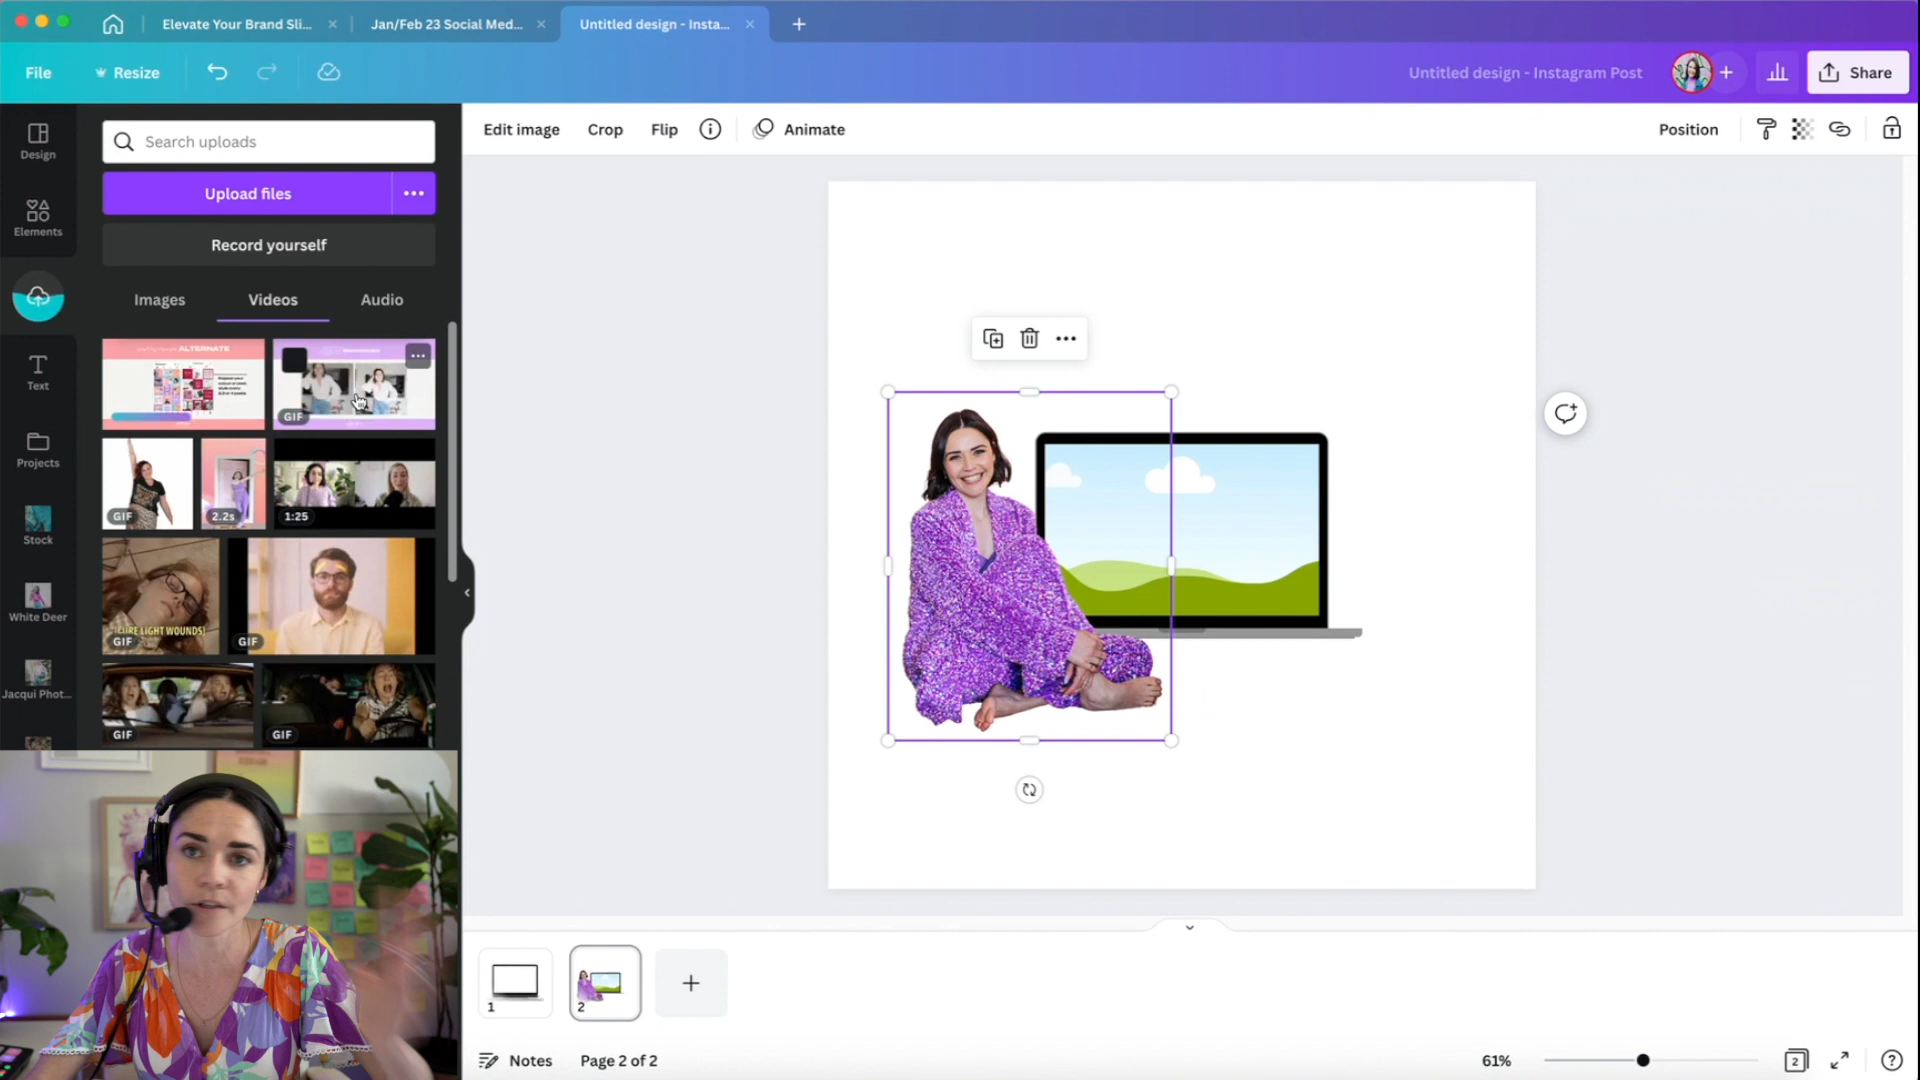 Elevate Your Brand Sli...
Jan/Feb 23 Social Med...
Untitled design - Insta...
File
Resize
Untitled design - Instagram Post
Share
Design
Search uploads
Edit image
Crop
Flip
Animate
Position
Upload files
Elements
Record yourself
Images
Videos
Audio
ALTERNATE
GIF
Text
Projects
GIF
2.2s
1:25
Stock
White Deer
GIF
GIF
Jacqui Phot...
GIF
GIF
1
2
Notes
Page 2 of 2
61%
2